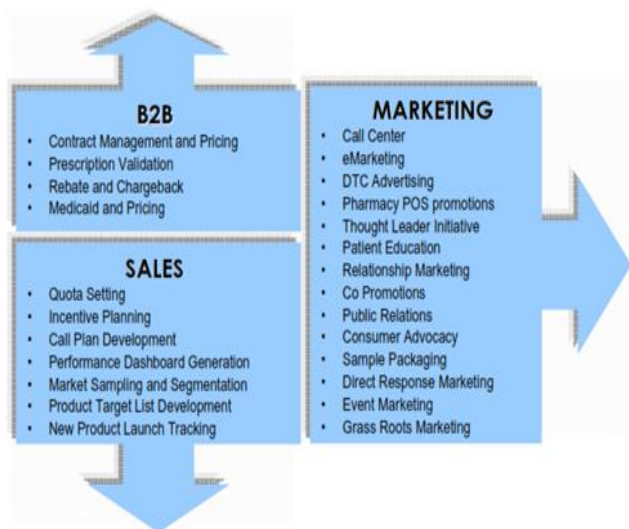 B2B
• Contract Management and Pricing
• Prescription Validation
• Rebate and Chargeback
• Medicaid and Pricing
SALES
• Quota Setting
• Incentive Planning
• Call Plan Development
• Performance Dashboard Generation
• Market Sampling and Segmentation
• Product Target List Development
• New Product Launch Tracking
MARKETING
• Call Center
• eMarketing
• DTC Advertising
• Pharmacy POS promotions
• Thought Leader Initiative
• Patient Education
• Relationship Marketing
• Co Promotions
• Public Relations
• Consumer Advocacy
• Sample Packaging
• Direct Response Marketing
• Event Marketing
• Grass Roots Marketing